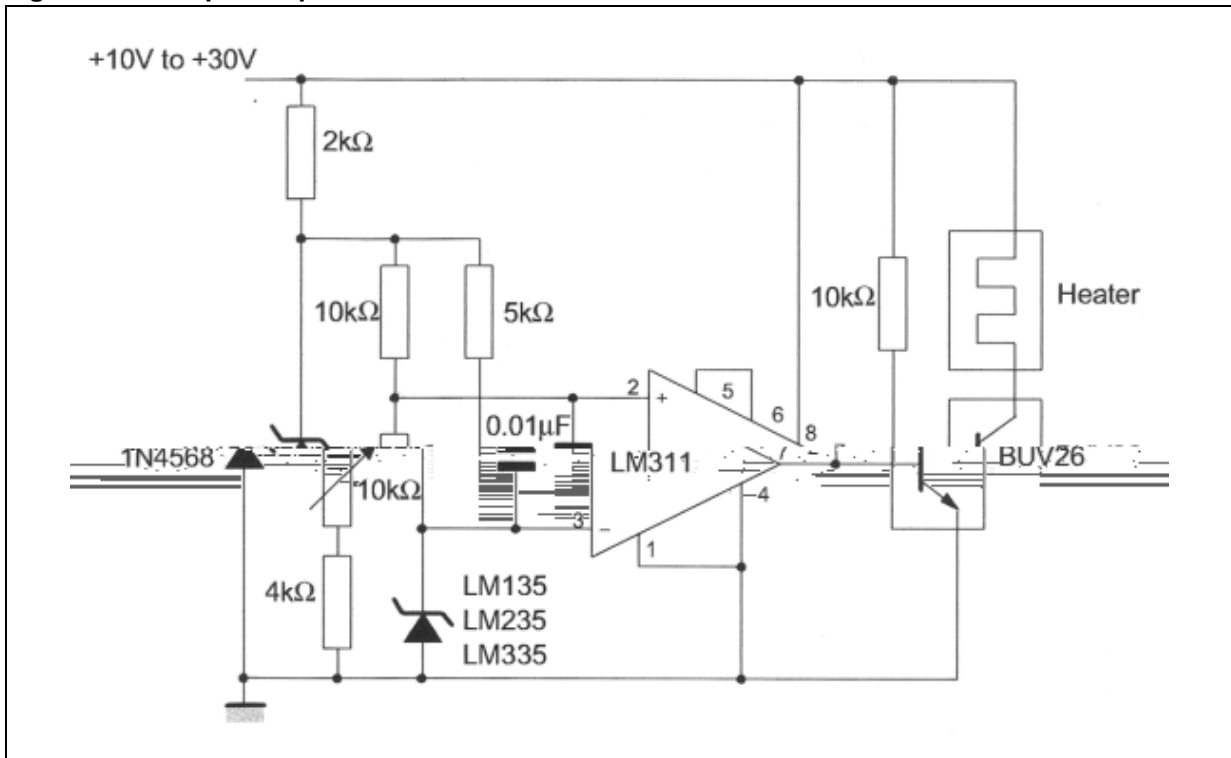 +10V to +30V
2kΩ
10kΩ
5kΩ
10kΩ
Heater
2
+
5
6
8
0.01µF
1N4568
10kΩ
LM311
BUV26
4
3
–
1
4kΩ
LM135
LM235
LM335